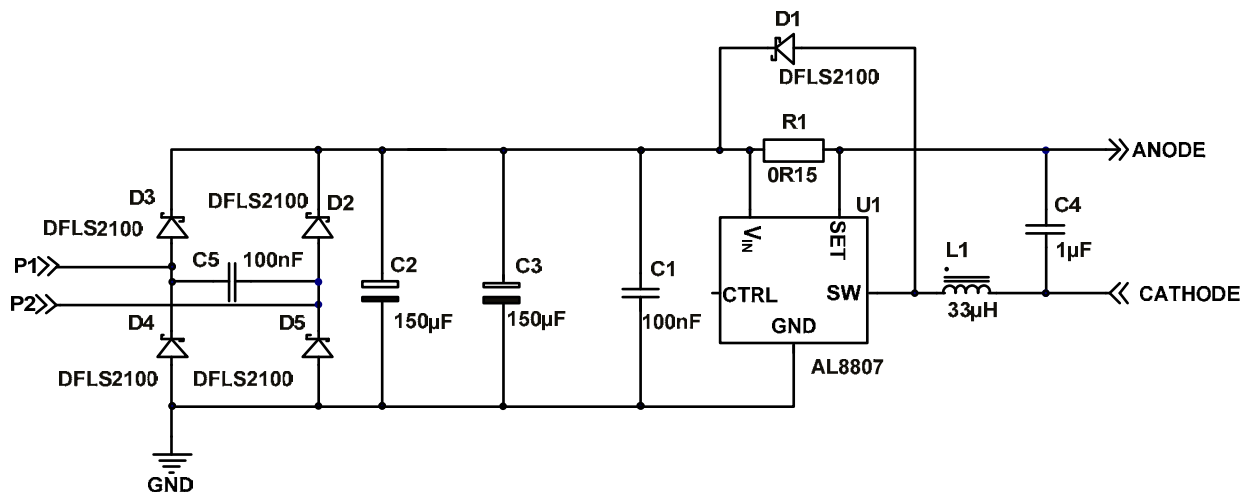 D1
DFLS2100
R1
0R15
ANODE
D3
DFLS2100
D2
DFLS2100
U1
C4
1µF
VIN
SET
P1
C5
100nF
C2
150µF
C3
150µF
C1
100nF
CTRL
SW
L1
33µH
CATHODE
P2
D4
D5
GND
DFLS2100
DFLS2100
AL8807
GND